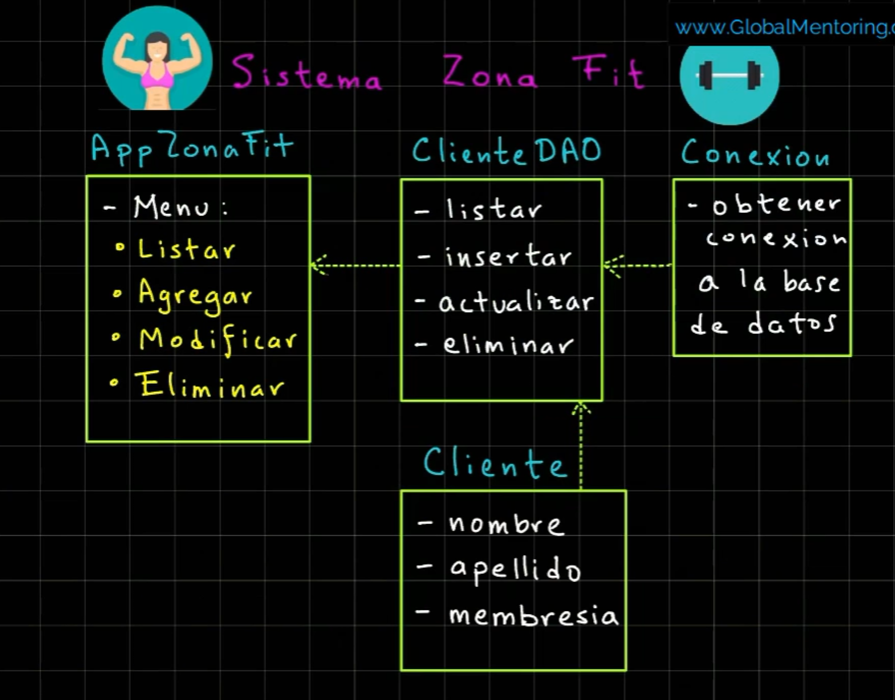 www.GlobalMentoring.c
Sistema Zona Fit
AppZonaFit
- Menu:
• Listar
• Agregar
• Modificar
• Eliminar
ClienteDAO
- listar
- insertar
- actualizar
- eliminar
Conexion
- obtener
conexion
a la base
de datos
Cliente
- nombre
- apellido
- membresia